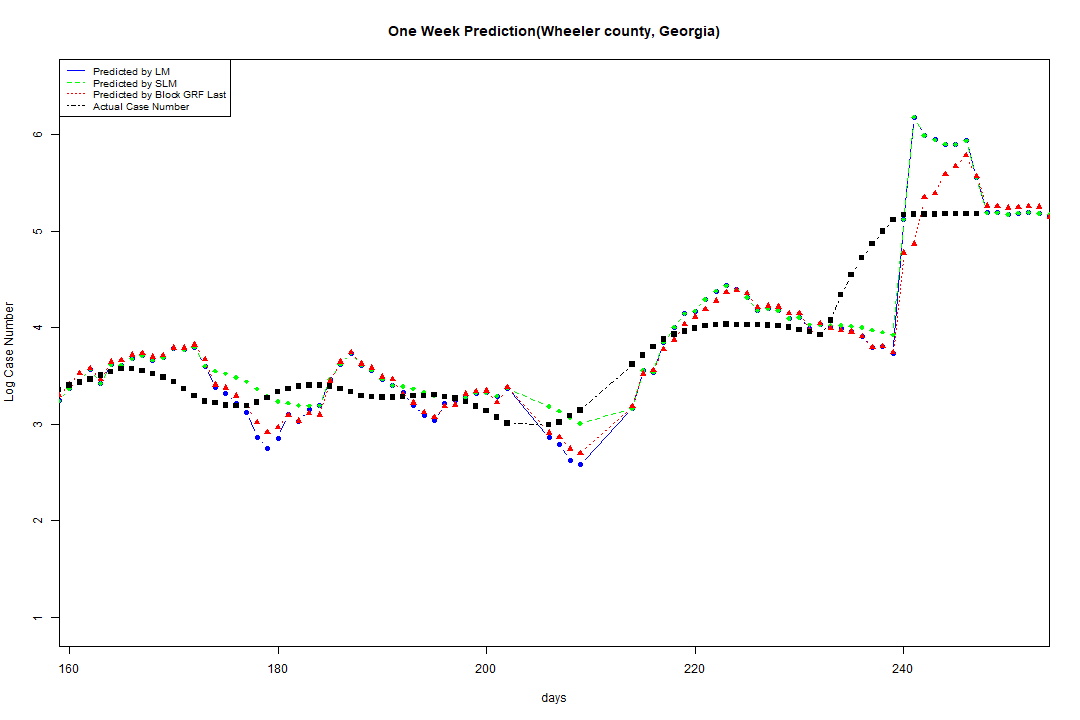 One Week Prediction(Wheeler county, Georgia)
Predicted by LM
Predicted by SLM
Predicted by Block GRF Last
Actual Case Number
6
5
4
3
2
1
Log Case Number
160 180 200 220 240
days